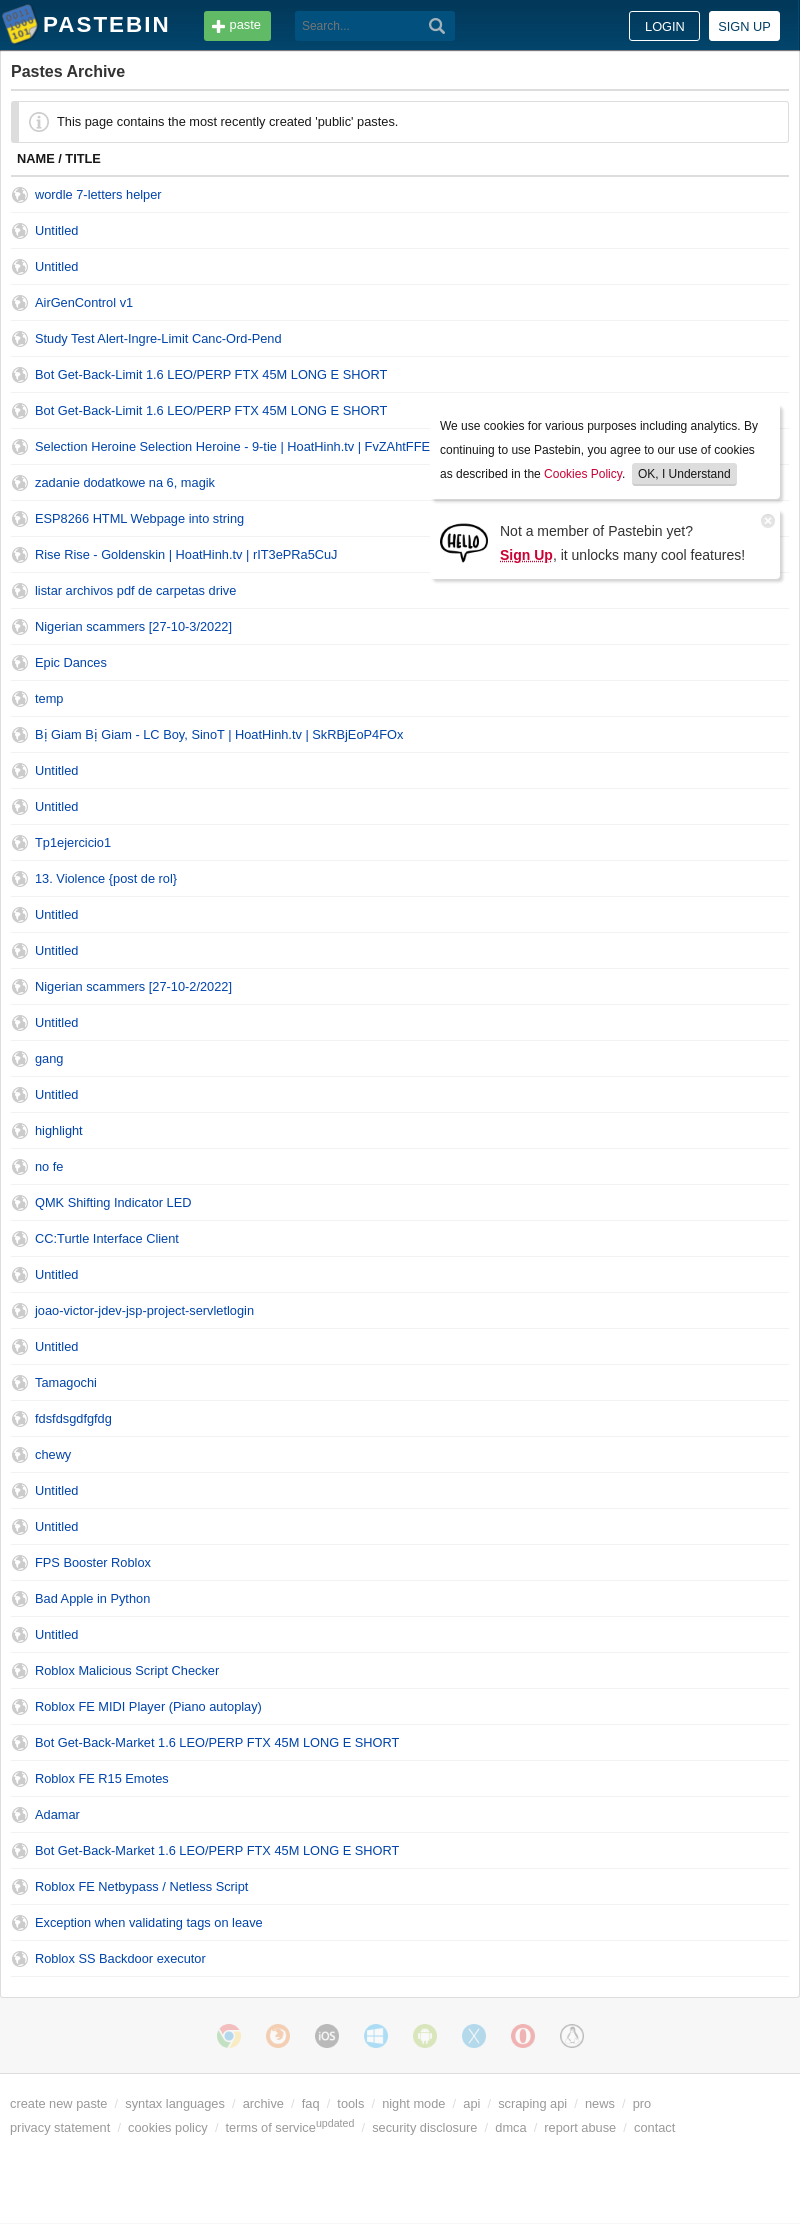 PASTEBIN
paste
Search...
LOGIN
SIGN UP
Pastes Archive
This page contains the most recently created 'public' pastes.
NAME / TITLE
wordle 7-letters helper
Untitled
Untitled
AirGenControl v1
Study Test Alert-Ingre-Limit Canc-Ord-Pend
Bot Get-Back-Limit 1.6 LEO/PERP FTX 45M LONG E SHORT
Bot Get-Back-Limit 1.6 LEO/PERP FTX 45M LONG E SHORT
Selection Heroine Selection Heroine - 9-tie | HoatHinh.tv | FvZAhtFFE
zadanie dodatkowe na 6, magik
ESP8266 HTML Webpage into string
Rise Rise - Goldenskin | HoatHinh.tv | rIT3ePRa5CuJ
We use cookies for various purposes including analytics. By
continuing to use Pastebin, you agree to our use of cookies
as described in the Cookies Policy. OK, I Understand
HELLO
Not a member of Pastebin yet?
Sign Up, it unlocks many cool features!
listar archivos pdf de carpetas drive
Nigerian scammers [27-10-3/2022]
Epic Dances
temp
Bị Giam Bị Giam - LC Boy, SinoT | HoatHinh.tv | SkRBjEoP4FOx
Untitled
Untitled
Tp1ejercicio1
13. Violence {post de rol}
Untitled
Untitled
Nigerian scammers [27-10-2/2022]
Untitled
gang
Untitled
highlight
no fe
QMK Shifting Indicator LED
CC:Turtle Interface Client
Untitled
joao-victor-jdev-jsp-project-servletlogin
Untitled
Tamagochi
fdsfdsgdfgfdg
chewy
Untitled
Untitled
FPS Booster Roblox
Bad Apple in Python
Untitled
Roblox Malicious Script Checker
Roblox FE MIDI Player (Piano autoplay)
Bot Get-Back-Market 1.6 LEO/PERP FTX 45M LONG E SHORT
Roblox FE R15 Emotes
Adamar
Bot Get-Back-Market 1.6 LEO/PERP FTX 45M LONG E SHORT
Roblox FE Netbypass / Netless Script
Exception when validating tags on leave
Roblox SS Backdoor executor
iOS
create new paste / syntax languages / archive / faq / tools / night mode / api / scraping api / news / pro
privacy statement / cookies policy / terms of service updated / security disclosure / dmca / report abuse / contact